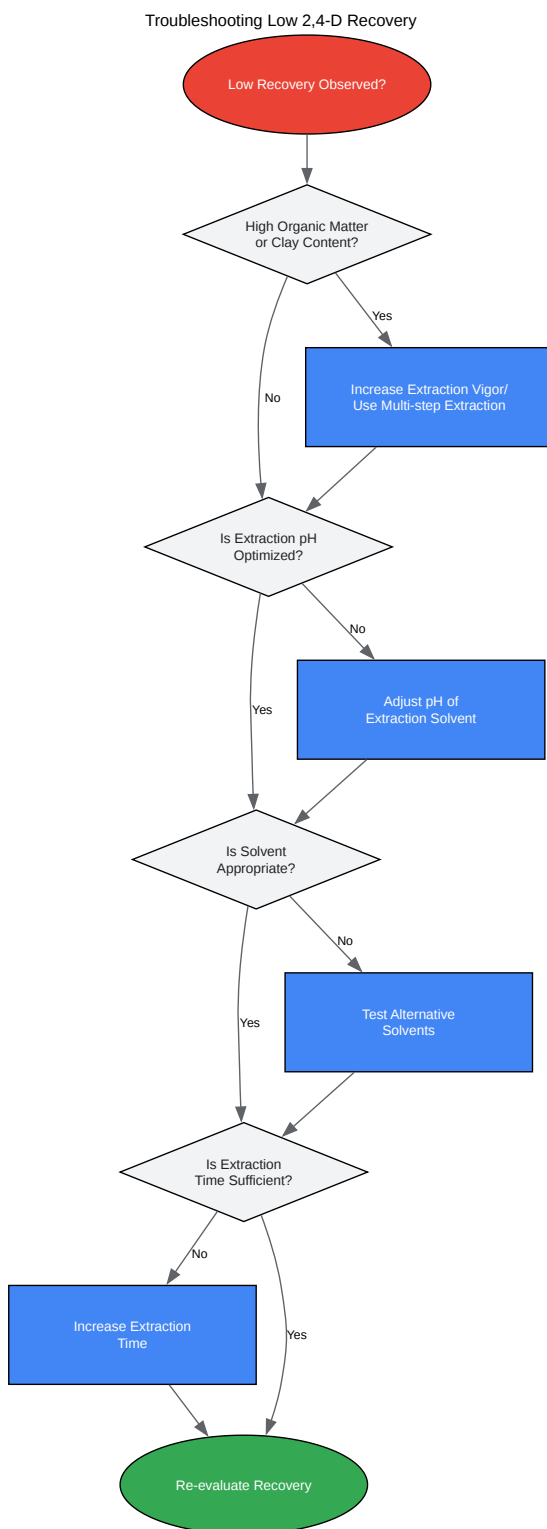 Troubleshooting Low 2,4-D Recovery
Low Recovery Observed?
High Organic Matter
or Clay Content?
Yes
Increase Extraction Vigor/
Use Multi-step Extraction
No
Is Extraction pH
Optimized?
No
Adjust pH of
Extraction Solvent
Yes
Is Solvent
Appropriate?
No
Test Alternative
Solvents
Yes
Is Extraction
Time Sufficient?
No
Increase Extraction
Time
Yes
Re-evaluate Recovery